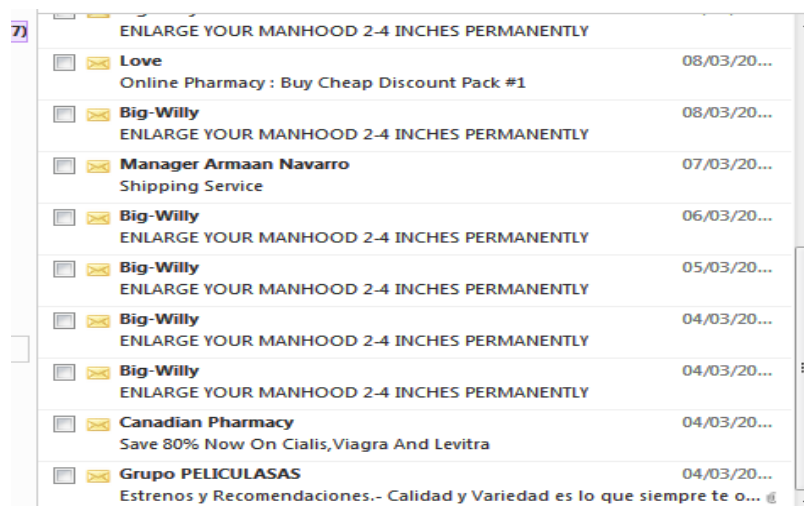 7)
ENLARGE YOUR MANHOOD 2-4 INCHES PERMANENTLY
Love 08/03/20...
Online Pharmacy : Buy Cheap Discount Pack #1
Big-Willy 08/03/20...
ENLARGE YOUR MANHOOD 2-4 INCHES PERMANENTLY
Manager Armaan Navarro 07/03/20...
Shipping Service
Big-Willy 06/03/20...
ENLARGE YOUR MANHOOD 2-4 INCHES PERMANENTLY
Big-Willy 05/03/20...
ENLARGE YOUR MANHOOD 2-4 INCHES PERMANENTLY
Big-Willy 04/03/20...
ENLARGE YOUR MANHOOD 2-4 INCHES PERMANENTLY
Big-Willy 04/03/20...
ENLARGE YOUR MANHOOD 2-4 INCHES PERMANENTLY
Canadian Pharmacy 04/03/20...
Save 80% Now On Cialis,Viagra And Levitra
Grupo PELICULASAS 04/03/20...
Estrenos y Recomendaciones.- Calidad y Variedad es lo que siempre te o...